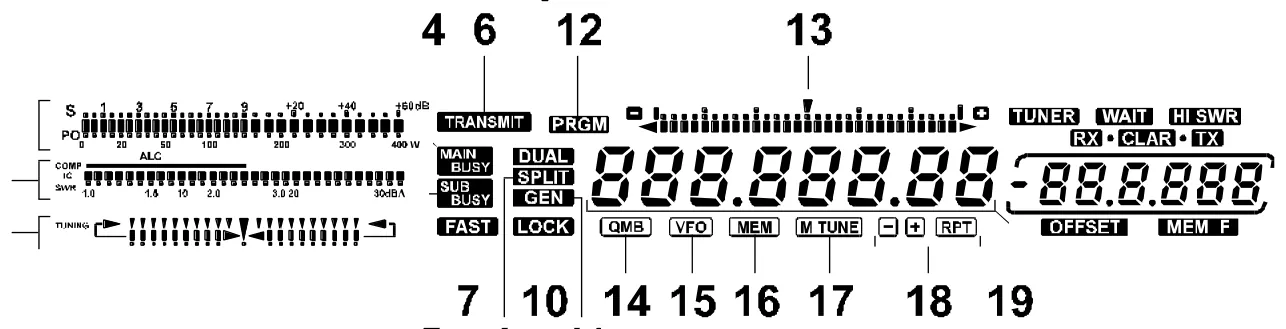 4 6 12 13
S 1 3 5 7 9 +20 +40 +60dB
PO 0 20 50 100 200 300 400 W
ALC
COMP
IC
SWR 1.0 1.5 10 2.0 3.0 20 30dB A
TUNING
TRANSMIT PRGM
MAIN BUSY DUAL
SUB BUSY SPLIT
GEN
FAST LOCK
- +
888.888.88
TUNER WAIT HI SWR
RX • CLAR • TX
-88.8.888
OFFSET MEM F
QMB VFO MEM M TUNE - + RPT
7 10 14 15 16 17 18 19